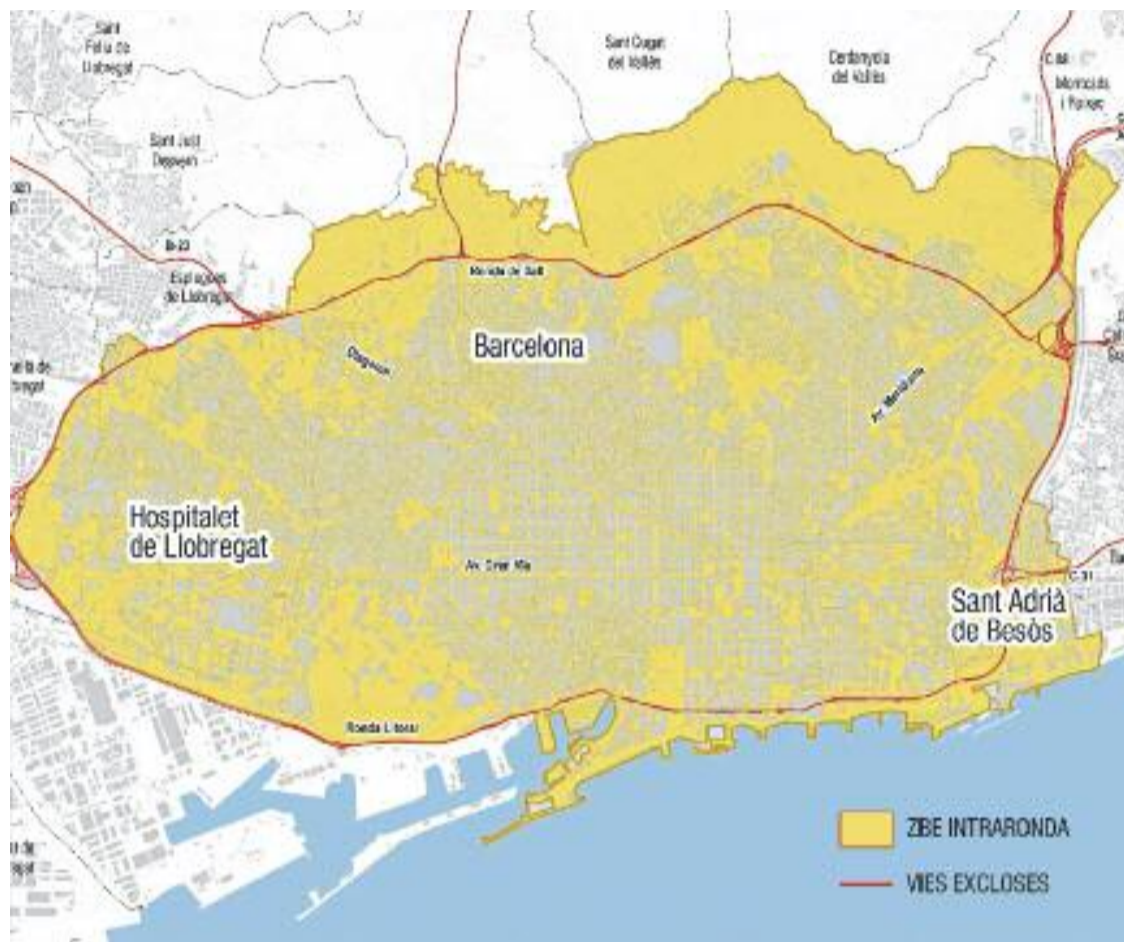 Sant
Feliu de
Llobregat
Sant Cugat
del Vallès
Cerdanyola
del Vallès
Montcada
i Reixac
Sant Just
Desvern
B-23
Esplugues
de Llobregat
Ronda de Dalt
Barcelona
Diagonal
Av. Meridiana
Hospitalet
de Llobregat
Av. Gran Via
C-31
Sant Adrià
de Besòs
Ronda Litoral
ZBE INTRARONDA
VIES EXCLOSES